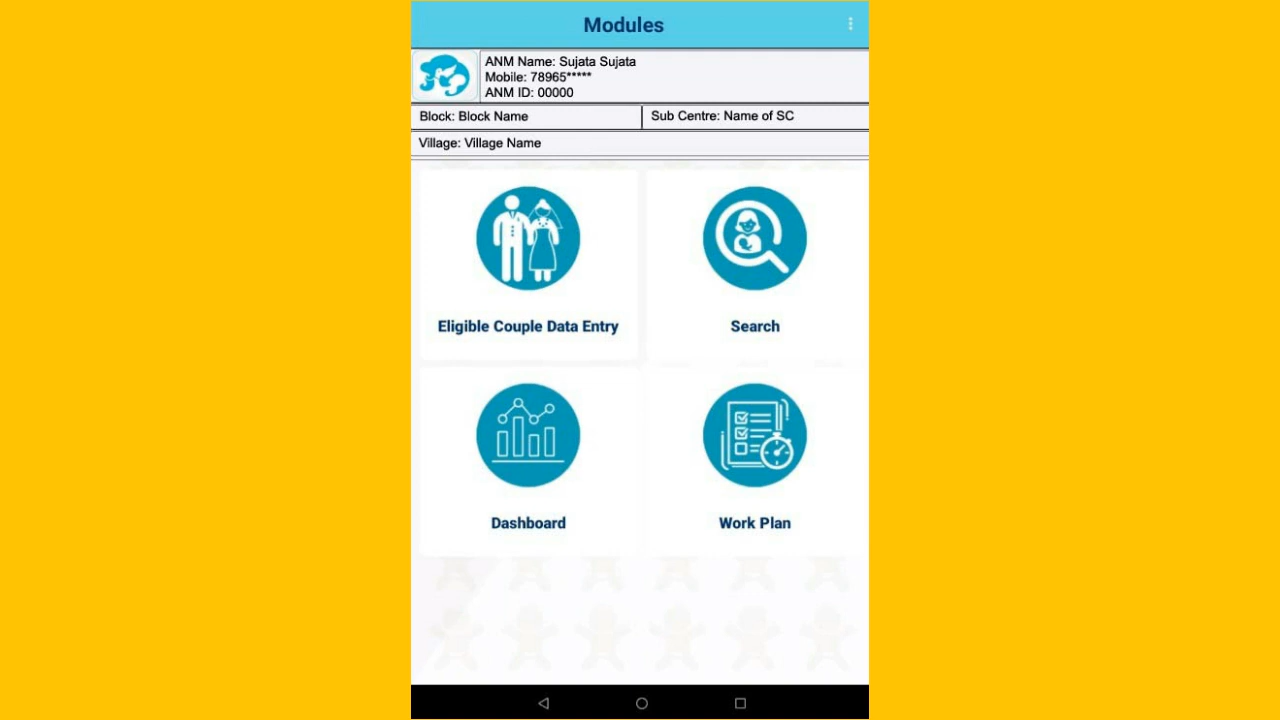 Modules
ANM Name: Sujata Sujata
Mobile: 78965*****
ANM ID: 00000
Block: Block Name
Sub Centre: Name of SC
Village: Village Name
Eligible Couple Data Entry
Search
Dashboard
Work Plan